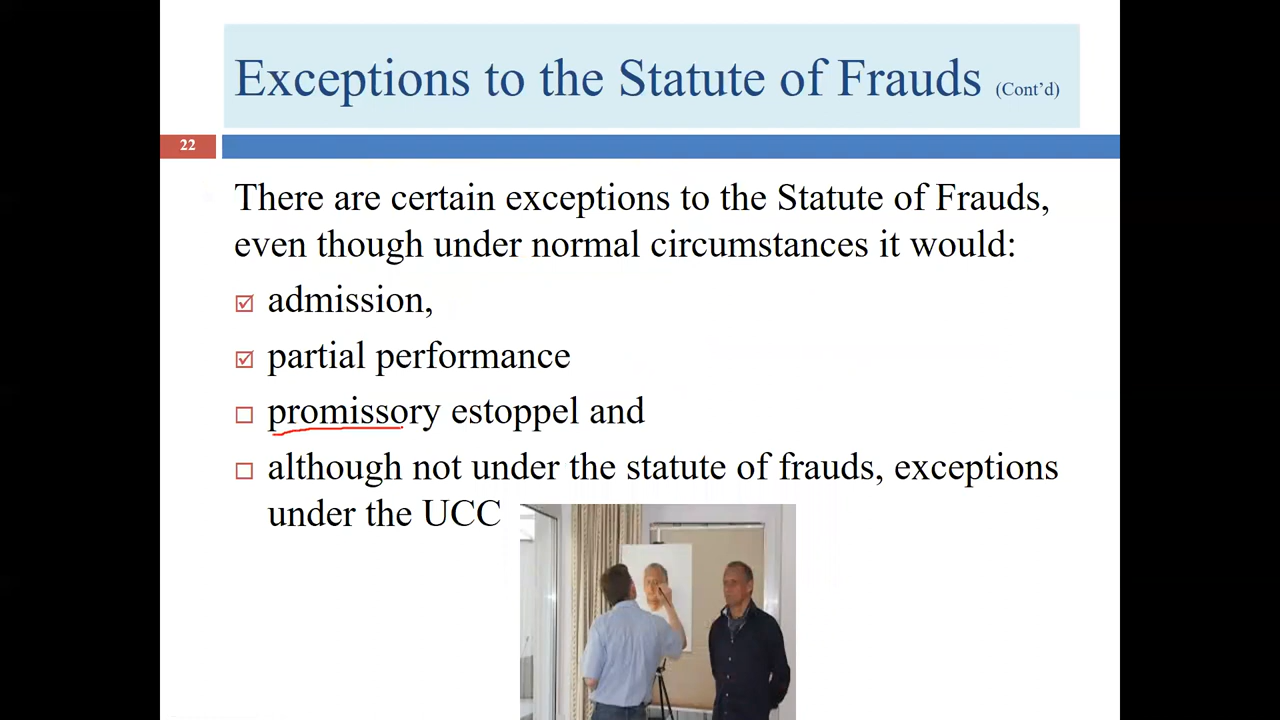 Exceptions to the Statute of Frauds (Cont’d)
22
There are certain exceptions to the Statute of Frauds,
even though under normal circumstances it would:
admission,
partial performance
promissory estoppel and
although not under the statute of frauds, exceptions
under the UCC